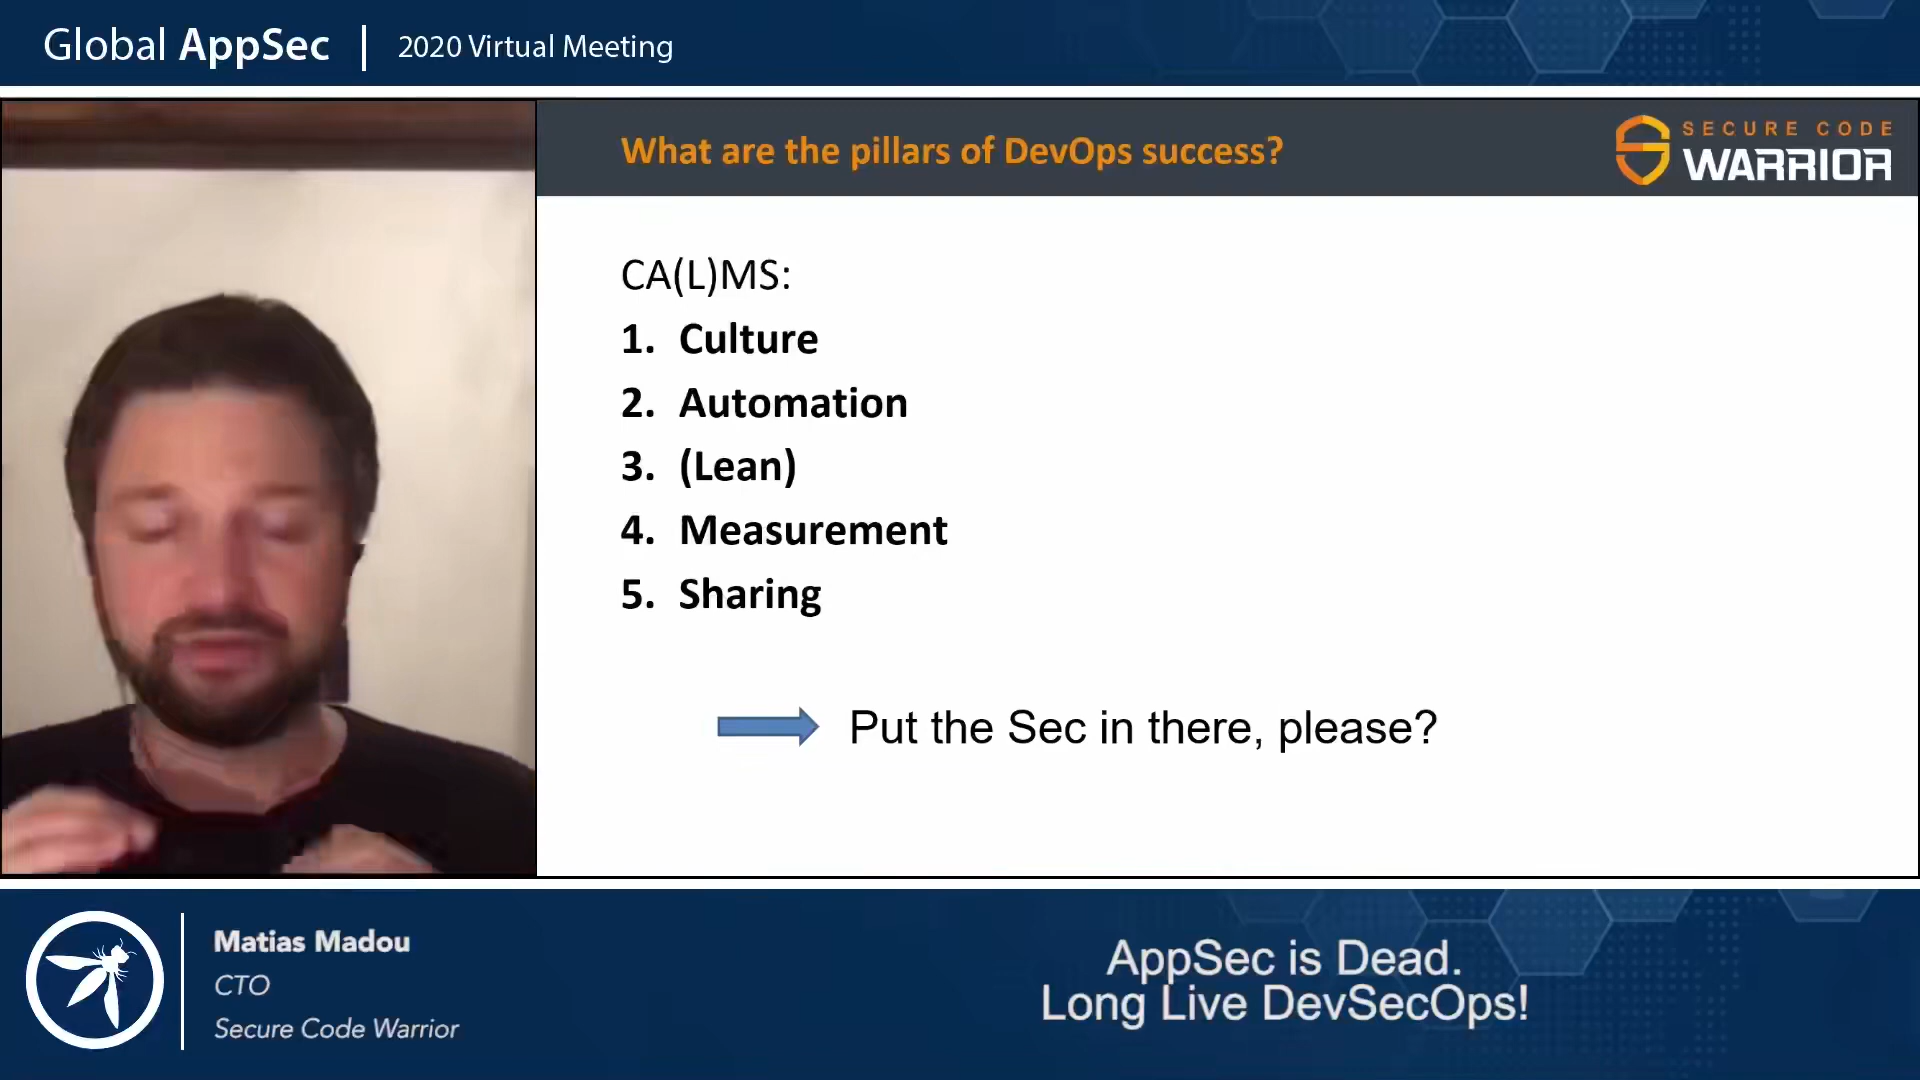 Global AppSec | 2020 Virtual Meeting
What are the pillars of DevOps success?
SECURE CODE
WARRIOR
CA(L)MS:
1. Culture
2. Automation
3. (Lean)
4. Measurement
5. Sharing
Put the Sec in there, please?
Matias Madou
CTO
Secure Code Warrior
AppSec is Dead.
Long Live DevSecOps!